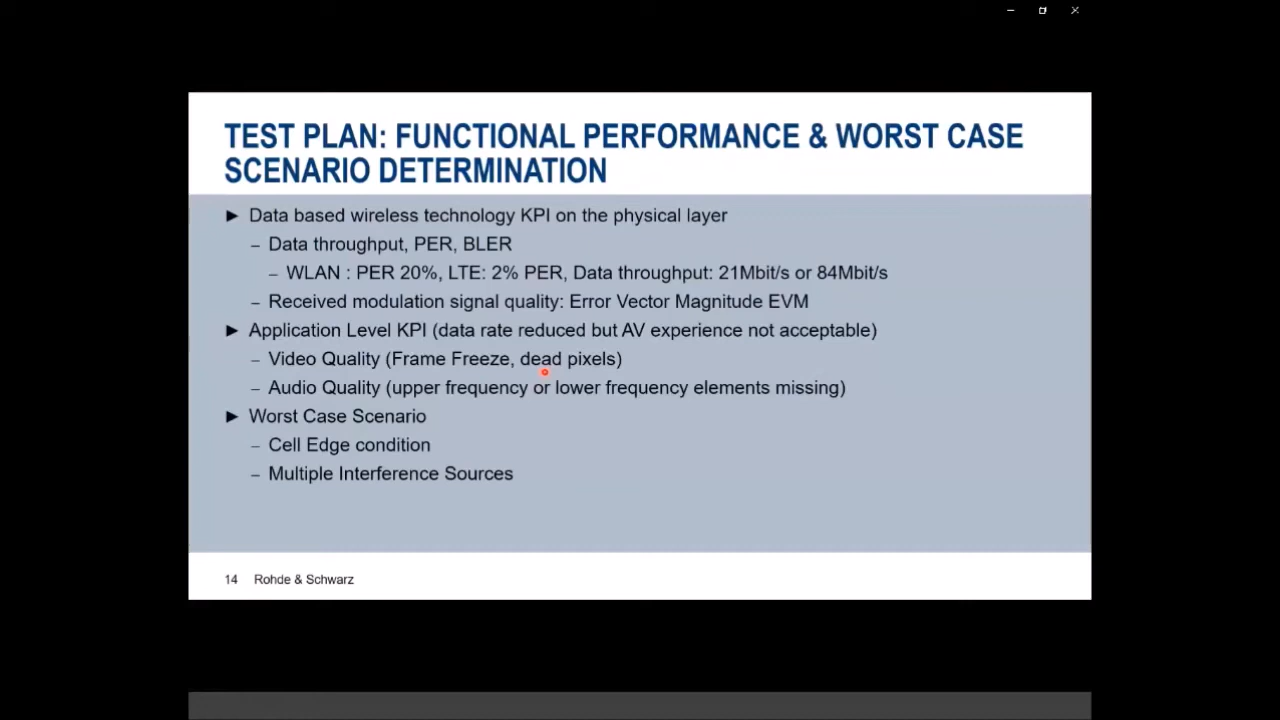 TEST PLAN: FUNCTIONAL PERFORMANCE & WORST CASE
SCENARIO DETERMINATION
► Data based wireless technology KPI on the physical layer
– Data throughput, PER, BLER
– WLAN : PER 20%, LTE: 2% PER, Data throughput: 21Mbit/s or 84Mbit/s
– Received modulation signal quality: Error Vector Magnitude EVM
► Application Level KPI (data rate reduced but AV experience not acceptable)
– Video Quality (Frame Freeze, dead pixels)
– Audio Quality (upper frequency or lower frequency elements missing)
► Worst Case Scenario
– Cell Edge condition
– Multiple Interference Sources
14 Rohde & Schwarz